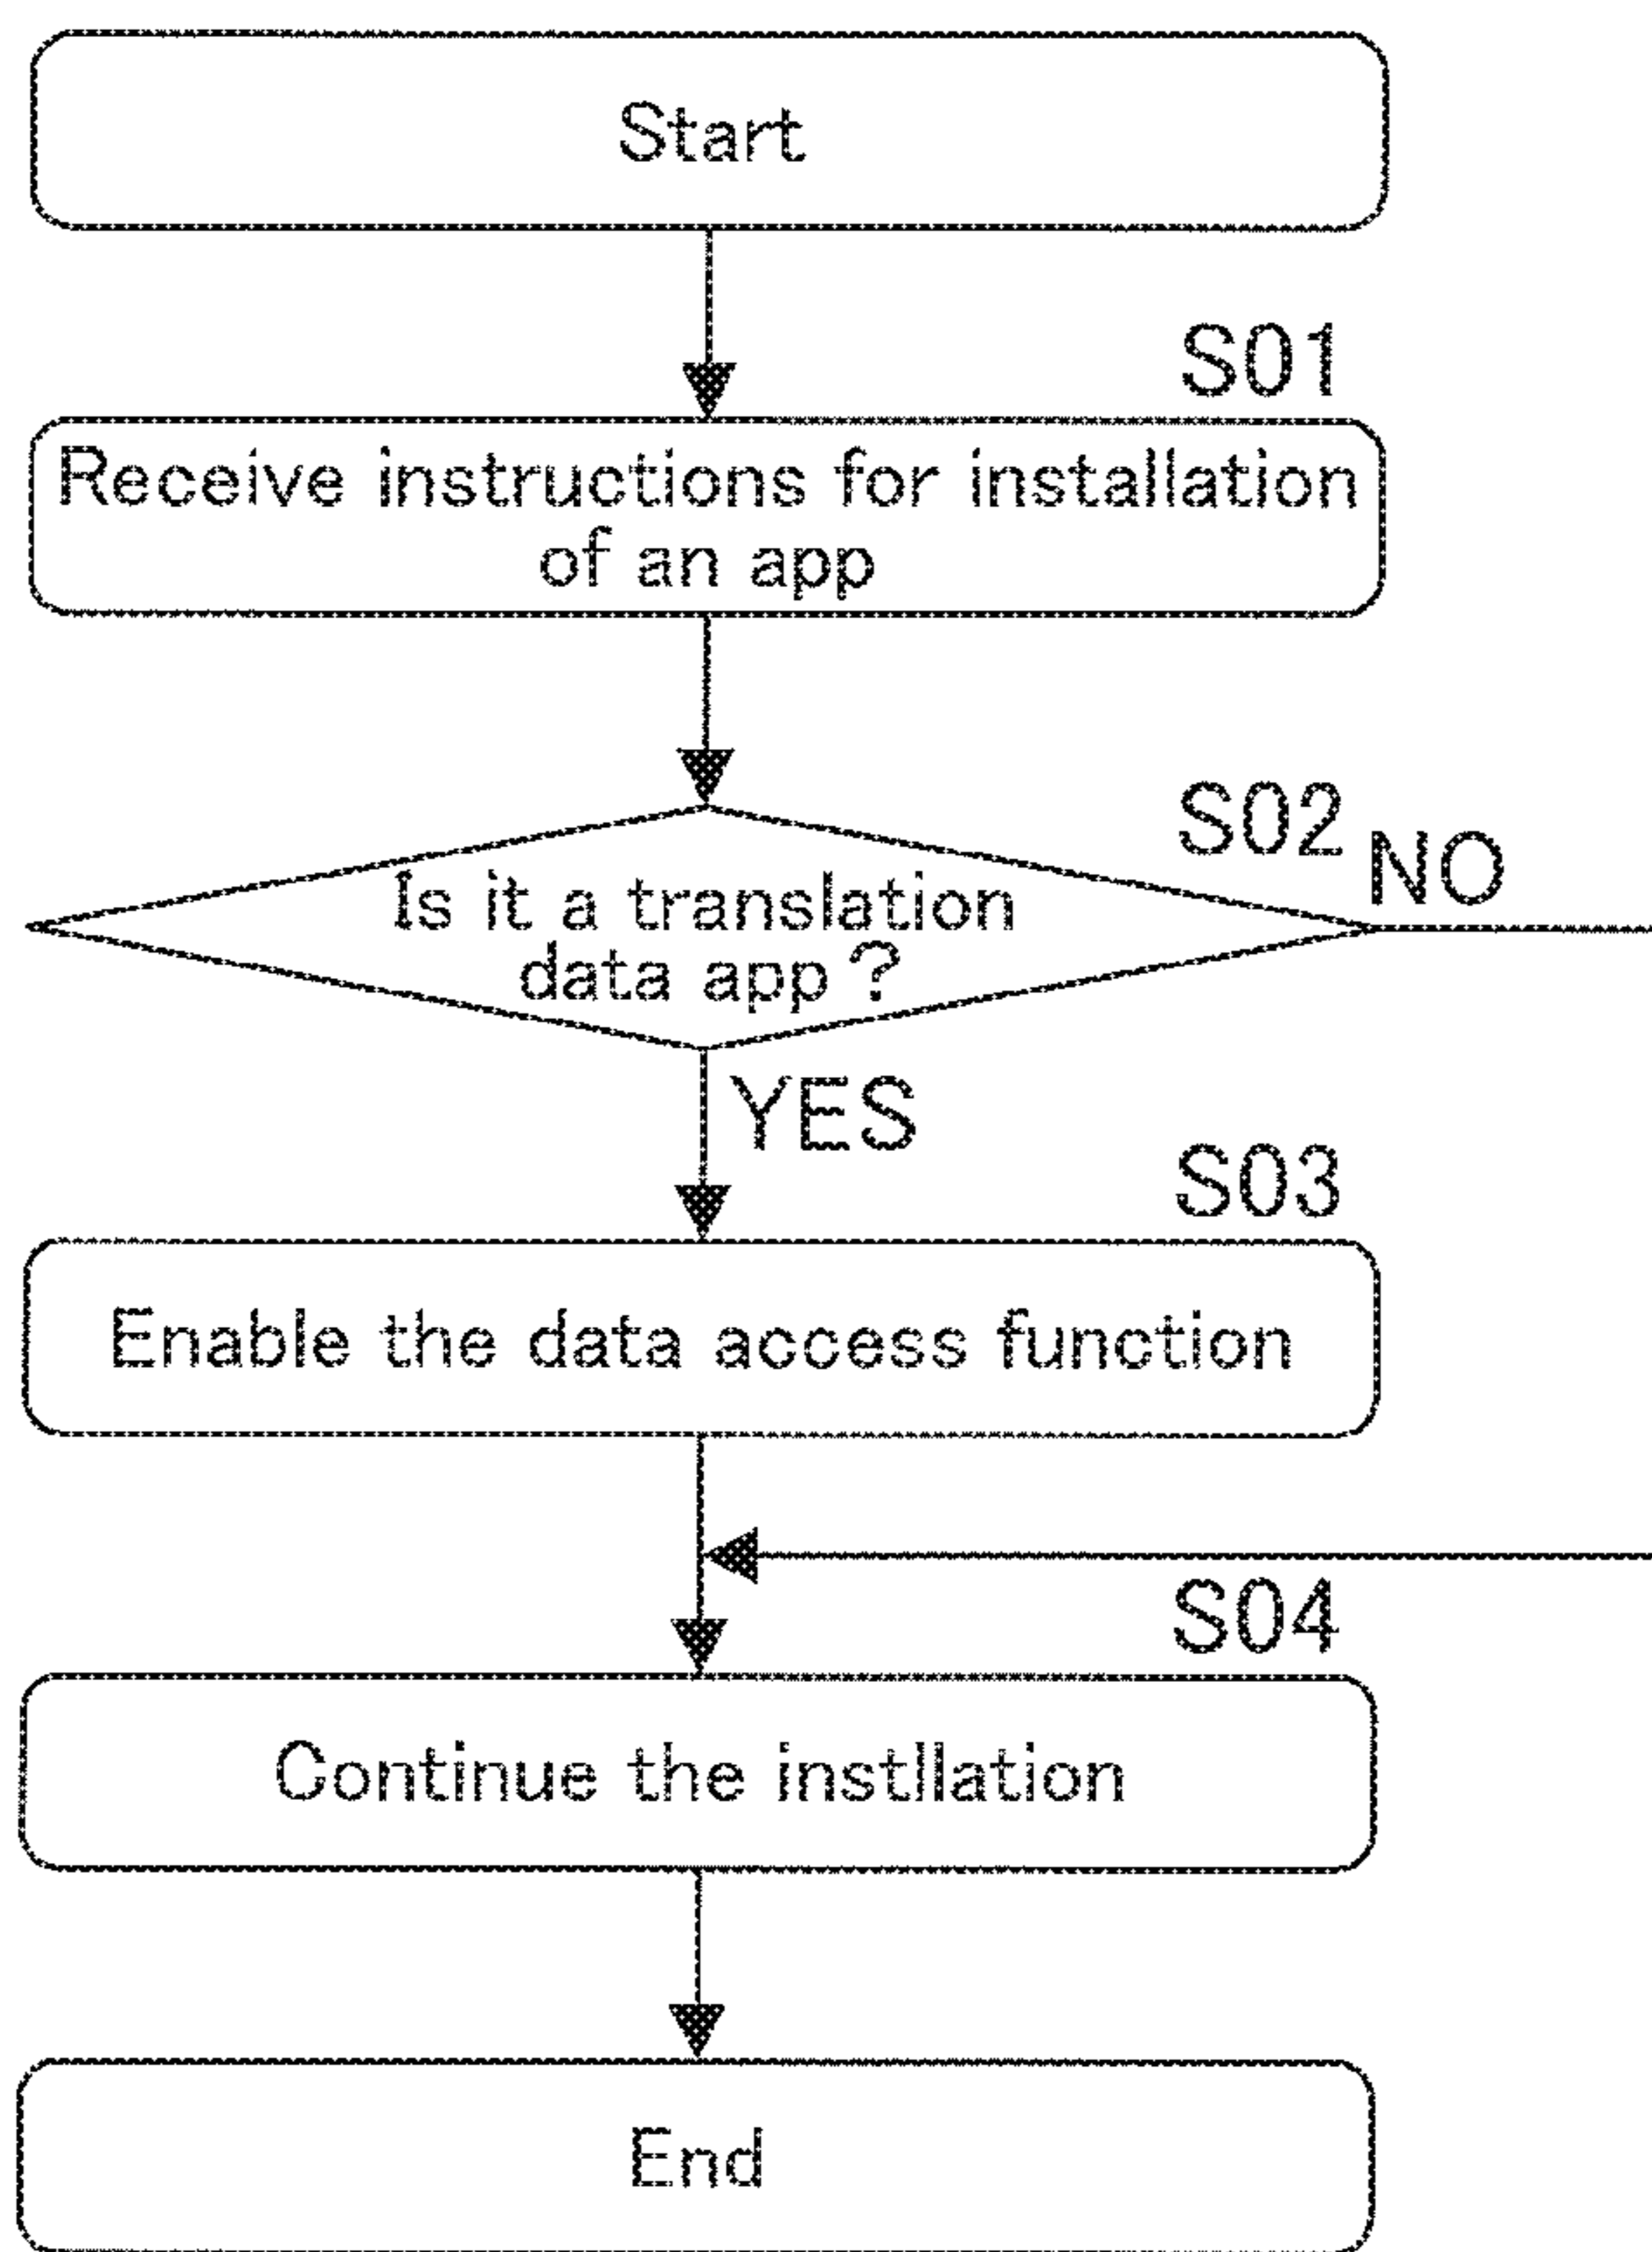 Start
S01
Receive instructions for installation
of an app
S02
NO
Is it a translation
data app?
YES
S03
Enable the data access function
S04
Continue the instllation
End